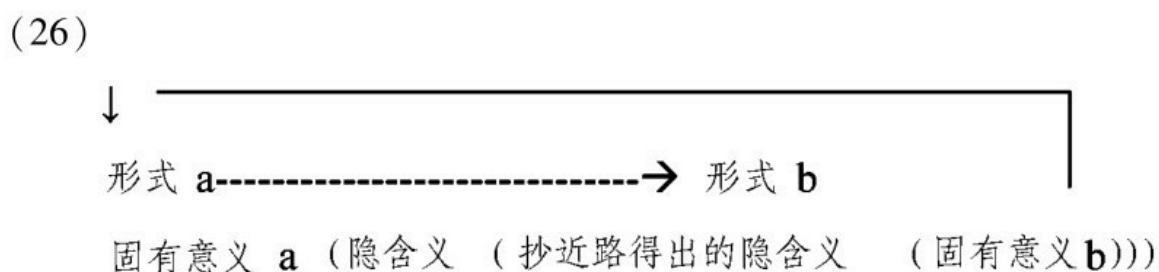 (26)
↓
形式 a------------------------------→ 形式 b
固有意义 a (隐含义 (抄近路得出的隐含义 (固有意义b)))